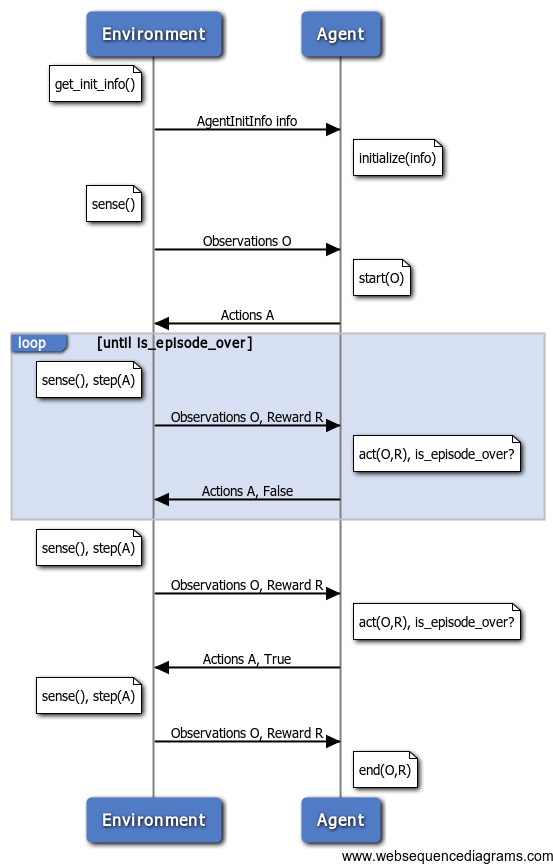 Environment Agent
get_init_info()
AgentInitInfo info
initialize(info)
sense()
Observations O
start(O)
Actions A
loop [until is_episode_over]
sense(), step(A)
Observations O, Reward R
act(O,R), is_episode_over?
Actions A, False
sense(), step(A)
Observations O, Reward R
act(O,R), is_episode_over?
Actions A, True
sense(), step(A)
Observations O, Reward R
end(O,R)
Environment Agent
www.websequencediagrams.com